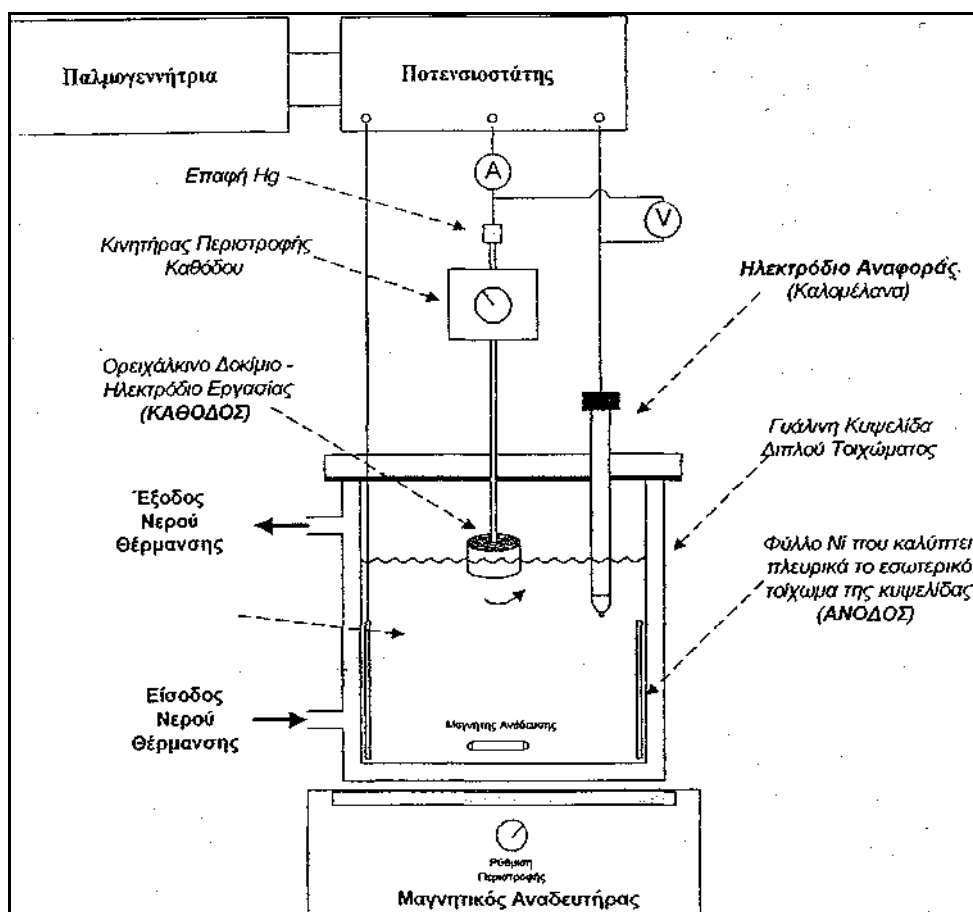 Παλμογεννήτρια
Ποτενσιοστάτης
Επαφή Hg
A
V
Κινητήρας Περιστροφής
Καθόδου
Ηλεκτρόδιο Αναφοράς
(Καλομέλανα)
Ορειχάλκινο Δοκίμιο -
Ηλεκτρόδιο Εργασίας
(ΚΑΘΟΔΟΣ)
Γυάλινη Κυψελίδα
Διπλού Τοιχώματος
Έξοδος
Νερού
Θέρμανσης
Φύλλο Ni που καλύπτει
πλευρικά το εσωτερικό
τοίχωμα της κυψελίδας
(ΑΝΟΔΟΣ)
Είσοδος
Νερού
Θέρμανσης
Μαγνήτης Ανάδευσης
Ρύθμιση
Περιστροφής
Μαγνητικός Αναδευτήρας